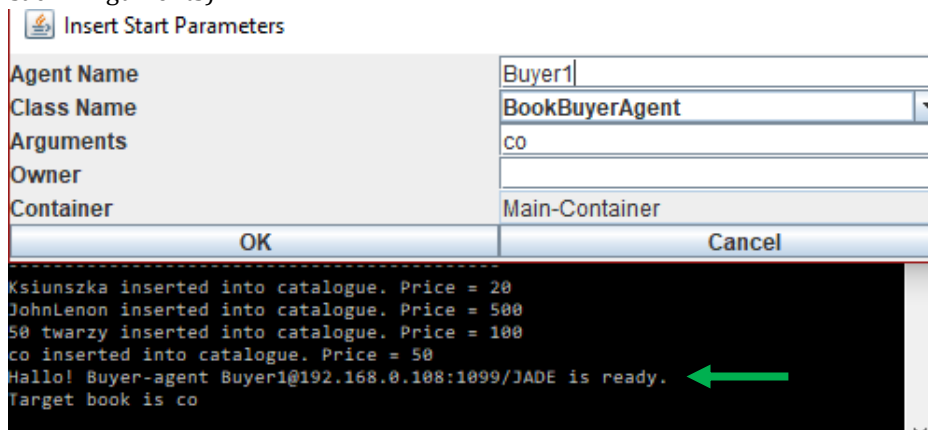 Insert Start Parameters
Agent Name Buyer1
Class Name BookBuyerAgent
Arguments co
Owner
Container Main-Container
OK Cancel
Ksiunszka inserted into catalogue. Price = 20
JohnLenon inserted into catalogue. Price = 500
50 twarzy inserted into catalogue. Price = 100
co inserted into catalogue. Price = 50
Hallo! Buyer-agent Buyer1@192.168.0.108:1099/JADE is ready.
Target book is co